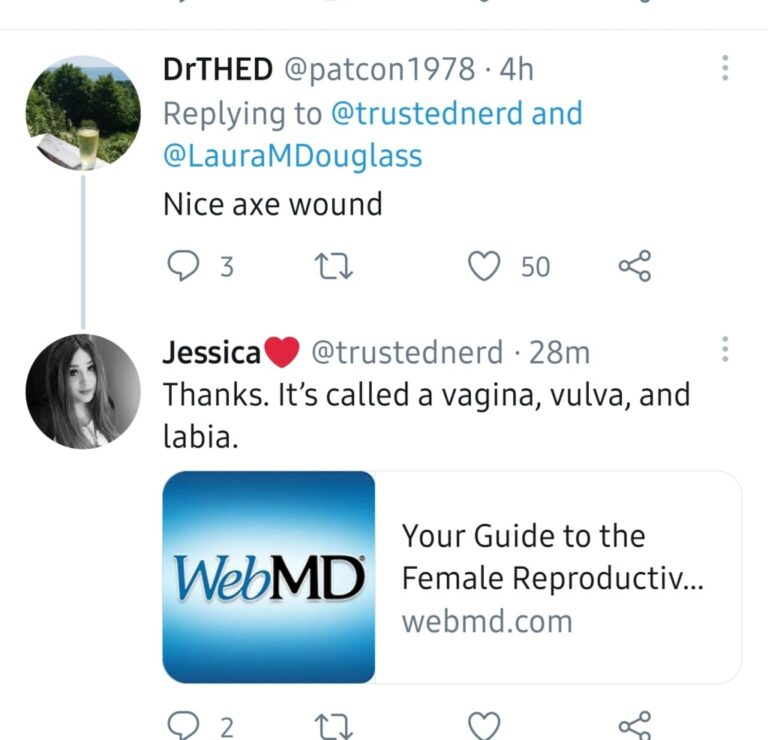 DrTHED @patcon1978 · 4h
Replying to @trustednerd and
@LauraMDouglass
Nice axe wound
3 50
Jessica❤️ @trustednerd · 28m
Thanks. It’s called a vagina, vulva, and
labia.
WebMD®
Your Guide to the
Female Reproductiv...
webmd.com
2